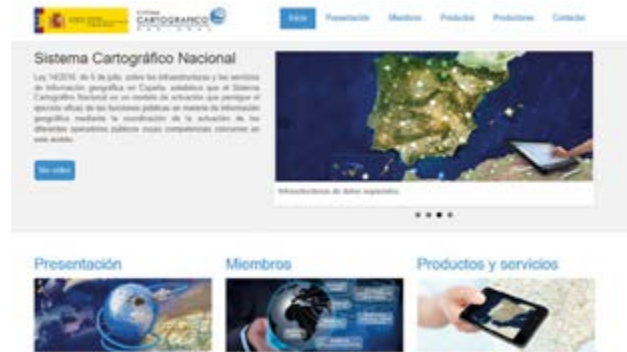 SISTEMA
CARTOGRÁFICO
NACIONAL
Inicio Presentación Miembros Productos Productores Contactar
Sistema Cartográfico Nacional
Ley 14/2010, de 5 de julio, sobre las infraestructuras y los servicios
de información geográfica en España, establece que el Sistema
Cartográfico Nacional es un modelo de actuación que persigue el
ejercicio eficaz de las funciones públicas en materia de información
geográfica mediante la coordinación de la actuación de los
diferentes operadores públicos cuyas competencias concurren en
este ámbito.
Ver vídeo
Infraestructuras de datos espaciales.
Presentación Miembros Productos y servicios